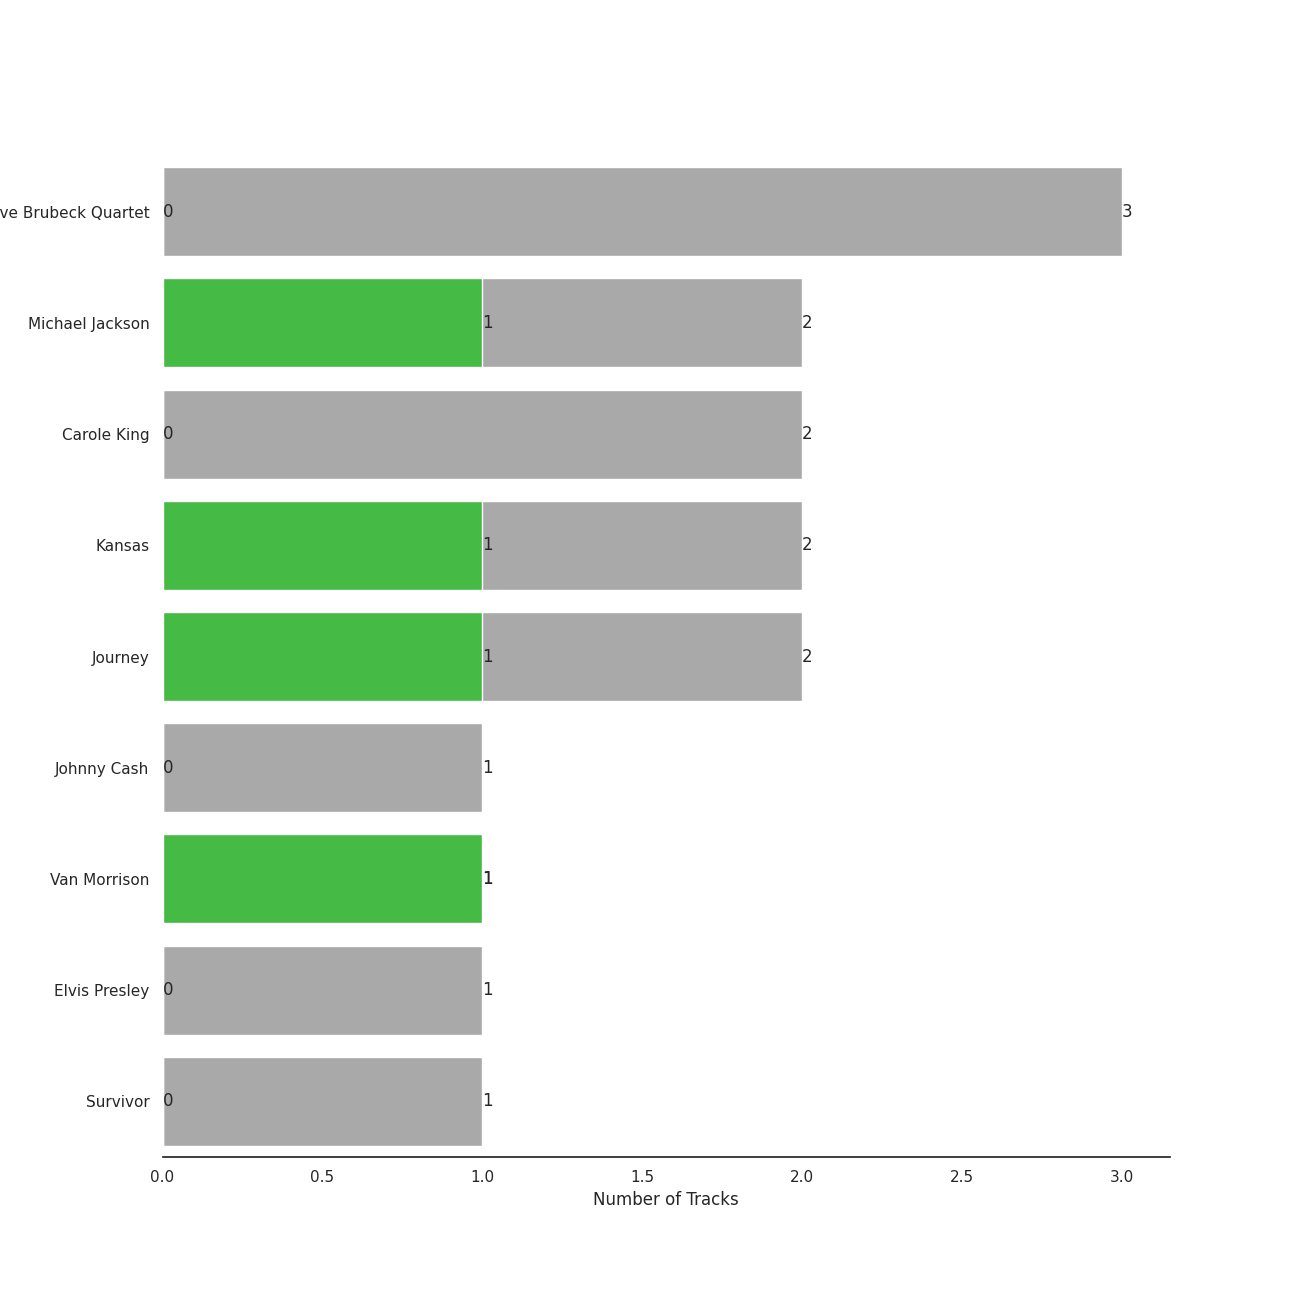 ve Brubeck Quartet 0 3
Michael Jackson 1 2
Carole King 0 2
Kansas 1 2
Journey 1 2
Johnny Cash 0 1
Van Morrison 1
Elvis Presley 0 1
Survivor 0 1
0.0 0.5 1.0 1.5 2.0 2.5 3.0
Number of Tracks